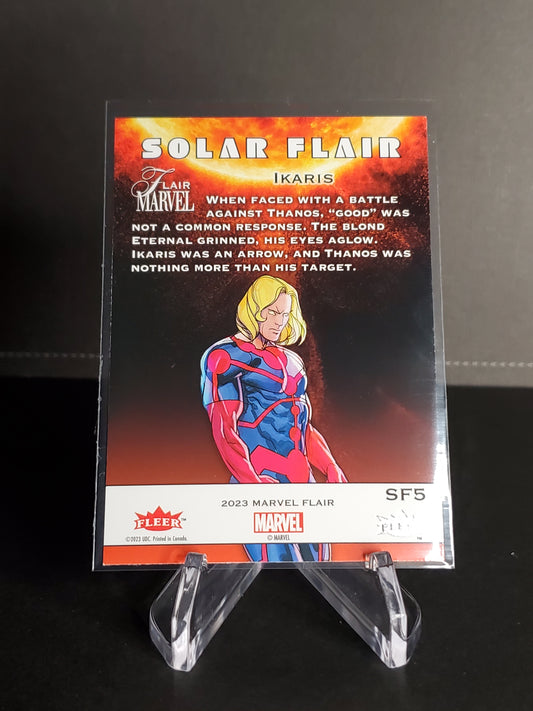 SOLAR FLAIR
IKARIS
FLAIR
MARVEL
WHEN FACED WITH A BATTLE
AGAINST THANOS, “GOOD” WAS
NOT A COMMON RESPONSE. THE BLOND
ETERNAL GRINNED, HIS EYES AGLOW.
IKARIS WAS AN ARROW, AND THANOS WAS
NOTHING MORE THAN HIS TARGET.
SF5
2023 MARVEL FLAIR
FLEER™
MARVEL
©2023 UDC. Printed in Canada.
© MARVEL